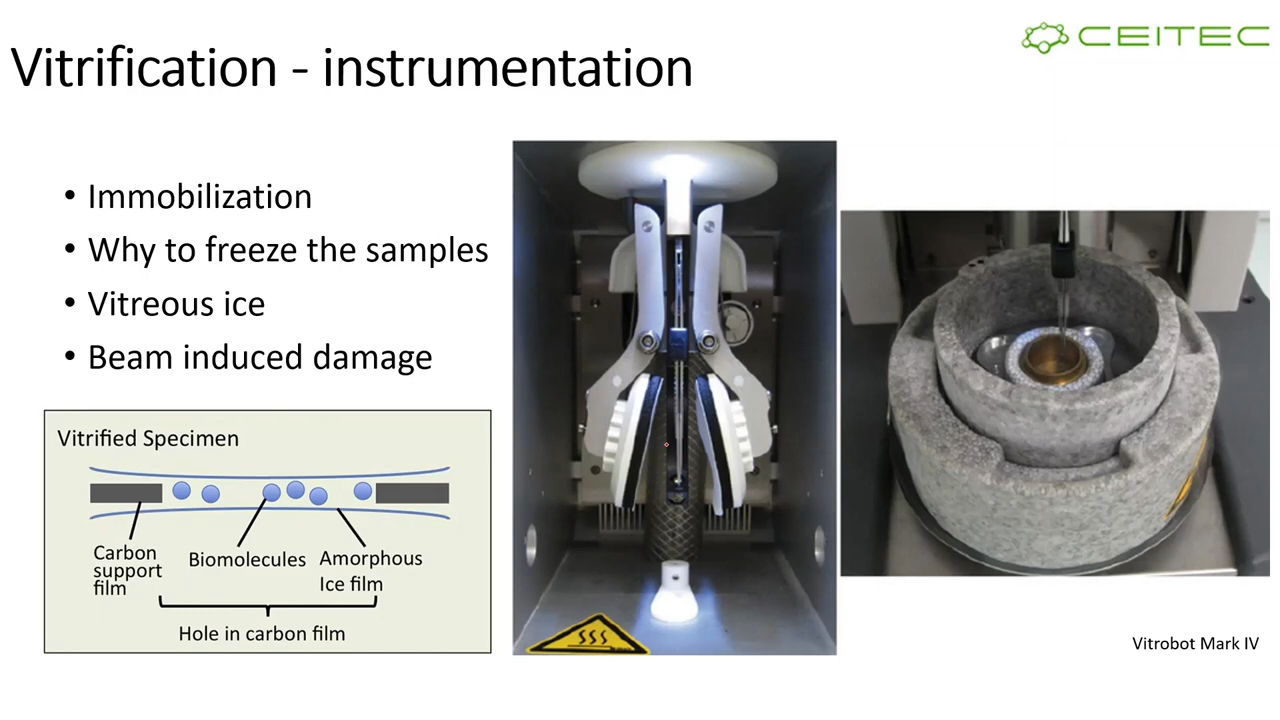 Vitrification - instrumentation
CEITEC
• Immobilization
• Why to freeze the samples
• Vitreous ice
• Beam induced damage
Vitrified Specimen
Carbon
support
film
Biomolecules
Amorphous
Ice film
Hole in carbon film
Vitrobot Mark IV